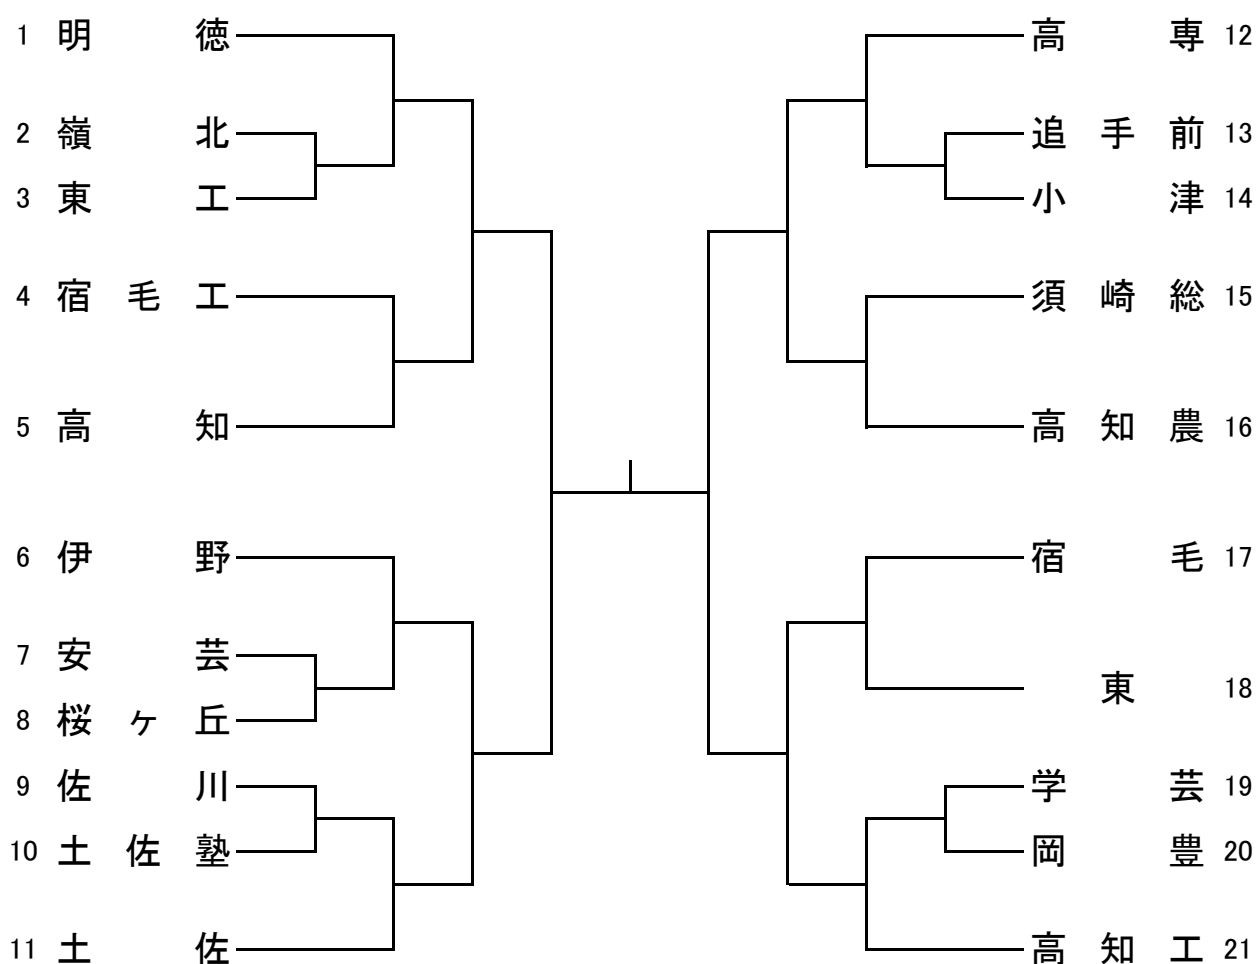 1 明徳
2 嶺北
3 東工
4 宿毛工
5 高知
6 伊野
7 安芸
8 桜ヶ丘
9 佐川
10 土佐塾
11 土佐
高専 12
追手前 13
小津 14
須崎総 15
高知農 16
宿毛 17
東 18
学芸 19
岡豊 20
高知工 21